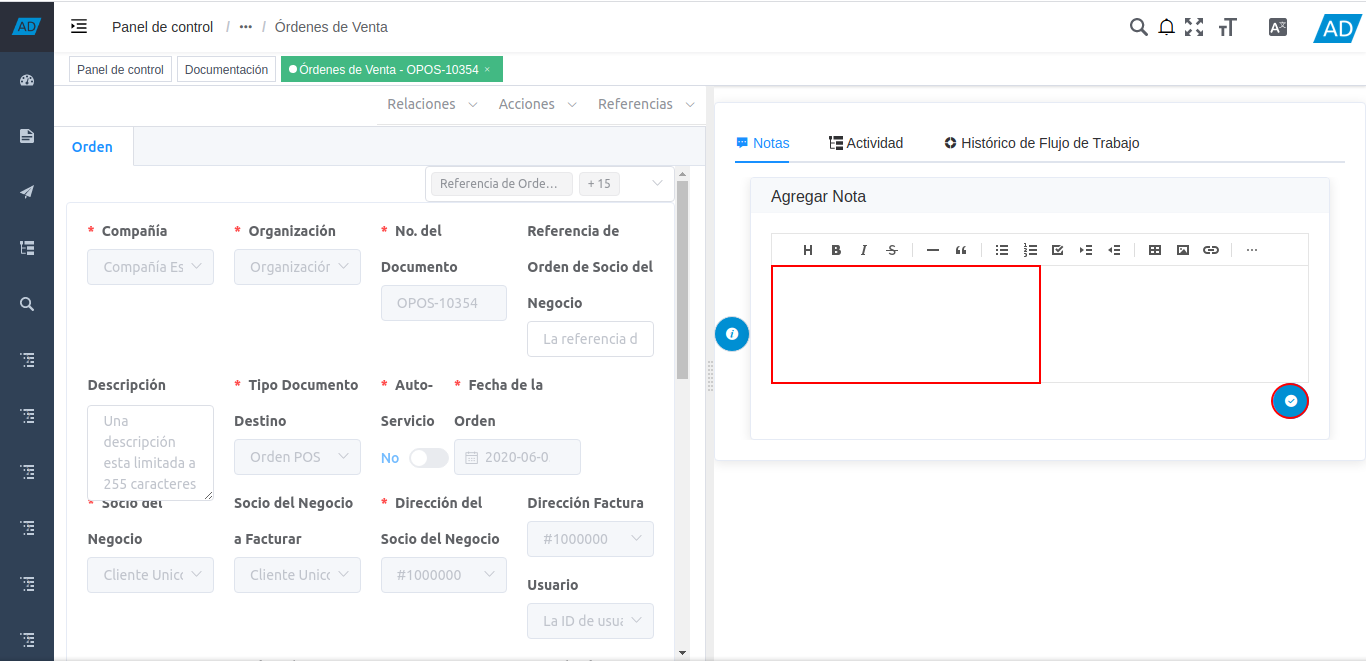 AD
Panel de control / ••• / Órdenes de Venta
AD
Panel de control
Documentación
Órdenes de Venta - OPOS-10354 ×
Relaciones
Acciones
Referencias
Orden
Referencia de Orde...
+ 15
* Compañía
Compañía Es
* Organización
Organización
* No. del
Documento
OPOS-10354
Referencia de
Orden de Socio del
Negocio
La referencia d
Descripción
Una
descripción
esta limitada a
255 caracteres
* Tipo Documento
Destino
Orden POS
* Auto-
Servicio
No
* Fecha de la
Orden
2020-06-0
* Socio del
Negocio
Cliente Unico
Socio del Negocio
a Facturar
Cliente Unico
* Dirección del
Socio del Negocio
#1000000
Dirección Factura
#1000000
Usuario
La ID de usua
Notas
Actividad
Histórico de Flujo de Trabajo
Agregar Nota
H B I S